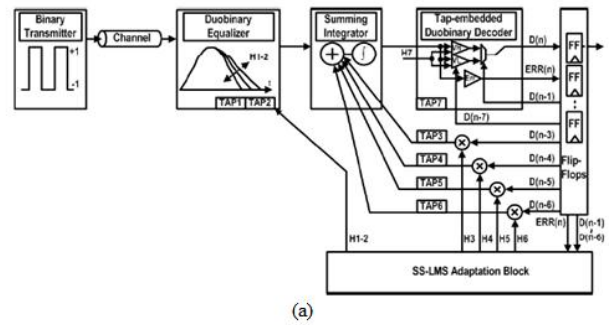 Binary
Transmitter
+1
-1
Channel
Duobinary
Equalizer
H1-2
t
TAP1 TAP2
Summing
Integrator
+
∫
Tap-embedded
Duobinary Decoder
H7
TAP7
D(n)
ERR(n)
D(n-1)
D(n-7)
FF
FF
FF
Flip-
Flops
TAP3
D(n-3)
TAP4
D(n-4)
TAP5
D(n-5)
TAP6
D(n-6)
H1-2
H3
H4
H5
H6
ERR(n)
D(n-1)
D(n-6)
SS-LMS Adaptation Block
(a)